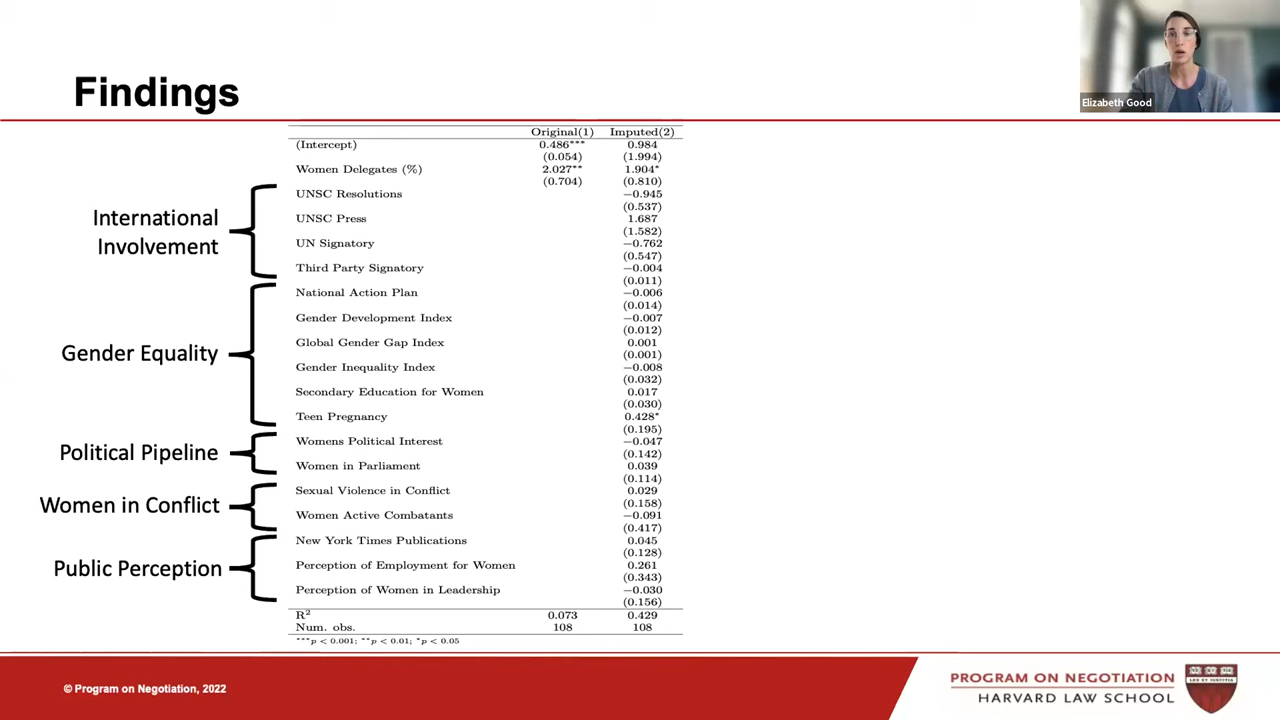 Elizabeth Good
Findings
Original(1) Imputed(2)
(Intercept) 0.486*** 0.984
(0.054) (1.994)
Women Delegates (%) 2.027** 1.904*
(0.704) (0.810)
UNSC Resolutions −0.945
(0.537)
UNSC Press 1.687
(1.582)
UN Signatory −0.762
(0.547)
Third Party Signatory −0.004
(0.011)
National Action Plan −0.006
(0.014)
Gender Development Index −0.007
(0.012)
Global Gender Gap Index 0.001
(0.001)
Gender Inequality Index −0.008
(0.032)
Secondary Education for Women 0.017
(0.030)
Teen Pregnancy 0.428*
(0.195)
Womens Political Interest −0.047
(0.142)
Women in Parliament 0.039
(0.114)
Sexual Violence in Conflict 0.029
(0.158)
Women Active Combatants −0.091
(0.417)
New York Times Publications 0.045
(0.128)
Perception of Employment for Women 0.261
(0.343)
Perception of Women in Leadership −0.030
(0.156)
R² 0.073 0.429
Num. obs. 108 108
***p < 0.001; **p < 0.01; *p < 0.05
International
Involvement
Gender Equality
Political Pipeline
Women in Conflict
Public Perception
© Program on Negotiation, 2022
PROGRAM ON NEGOTIATION
HARVARD LAW SCHOOL